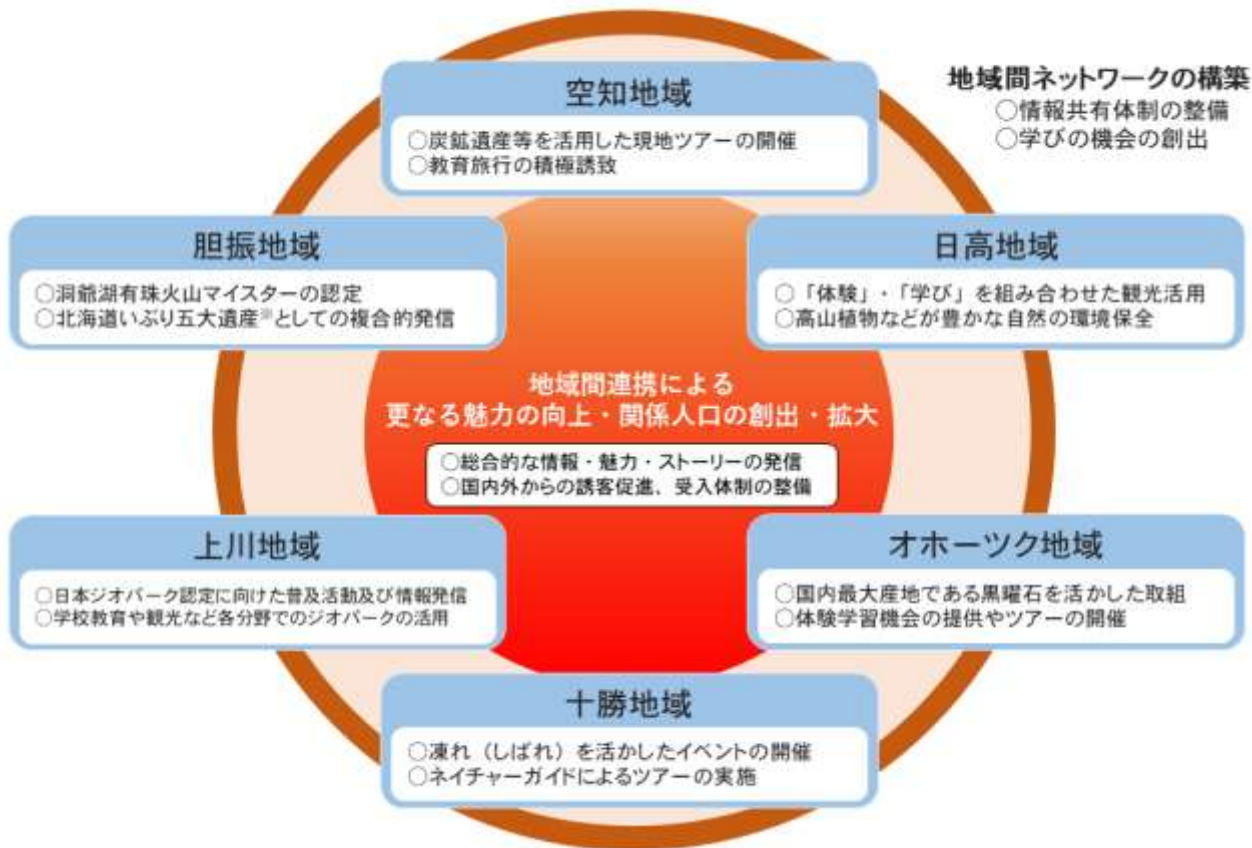 空知地域
○炭鉱遺産等を活用した現地ツアーの開催
○教育旅行の積極誘致
地域間ネットワークの構築
○情報共有体制の整備
○学びの機会の創出
胆振地域
○洞爺湖有珠火山マイスターの認定
○北海道いぶり五大遺産※としての複合的発信
日高地域
○「体験」・「学び」を組み合わせた観光活用
○高山植物などが豊かな自然の環境保全
地域間連携による
更なる魅力の向上・関係人口の創出・拡大
○総合的な情報・魅力・ストーリーの発信
○国内外からの誘客促進、受入体制の整備
上川地域
○日本ジオパーク認定に向けた普及活動及び情報発信
○学校教育や観光など各分野でのジオパークの活用
オホーツク地域
○国内最大産地である黒曜石を活かした取組
○体験学習機会の提供やツアーの開催
十勝地域
○凍れ（しばれ）を活かしたイベントの開催
○ネイチャーガイドによるツアーの実施